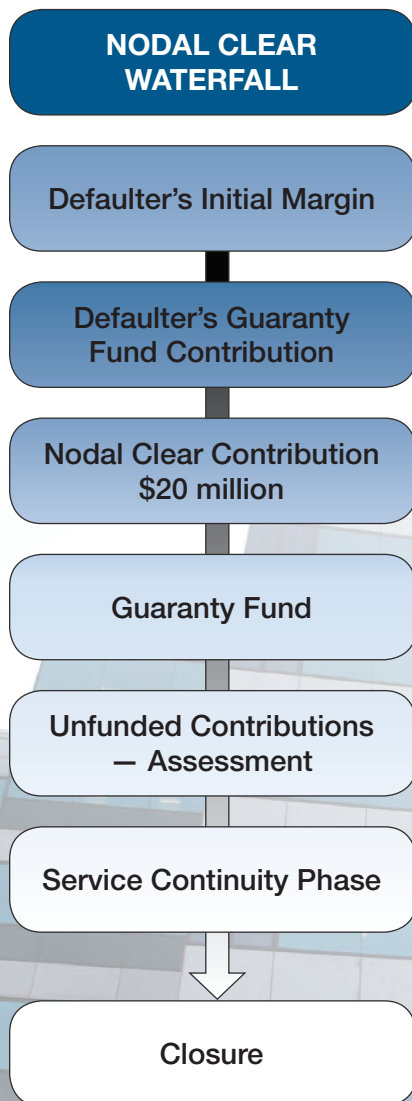 NODAL CLEAR
WATERFALL
Defaulter’s Initial Margin
Defaulter’s Guaranty
Fund Contribution
Nodal Clear Contribution
$20 million
Guaranty Fund
Unfunded Contributions
— Assessment
Service Continuity Phase
Closure